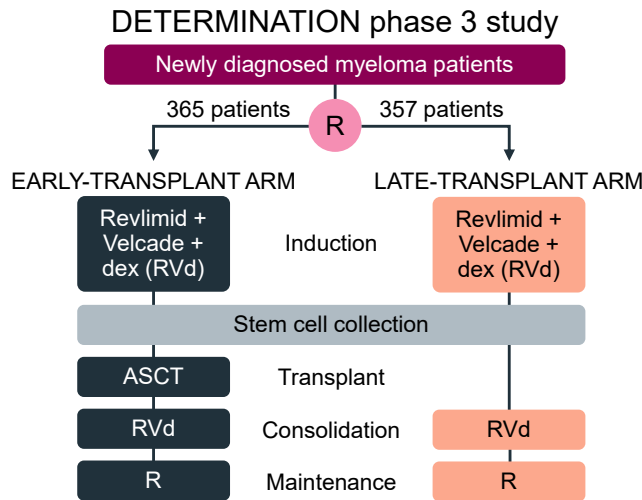 DETERMINATION phase 3 study
Newly diagnosed myeloma patients
365 patients
R
357 patients
EARLY-TRANSPLANT ARM
LATE-TRANSPLANT ARM
Revlimid +
Velcade +
dex (RVd)
Induction
Revlimid +
Velcade +
dex (RVd)
Stem cell collection
ASCT
Transplant
RVd
Consolidation
RVd
R
Maintenance
R